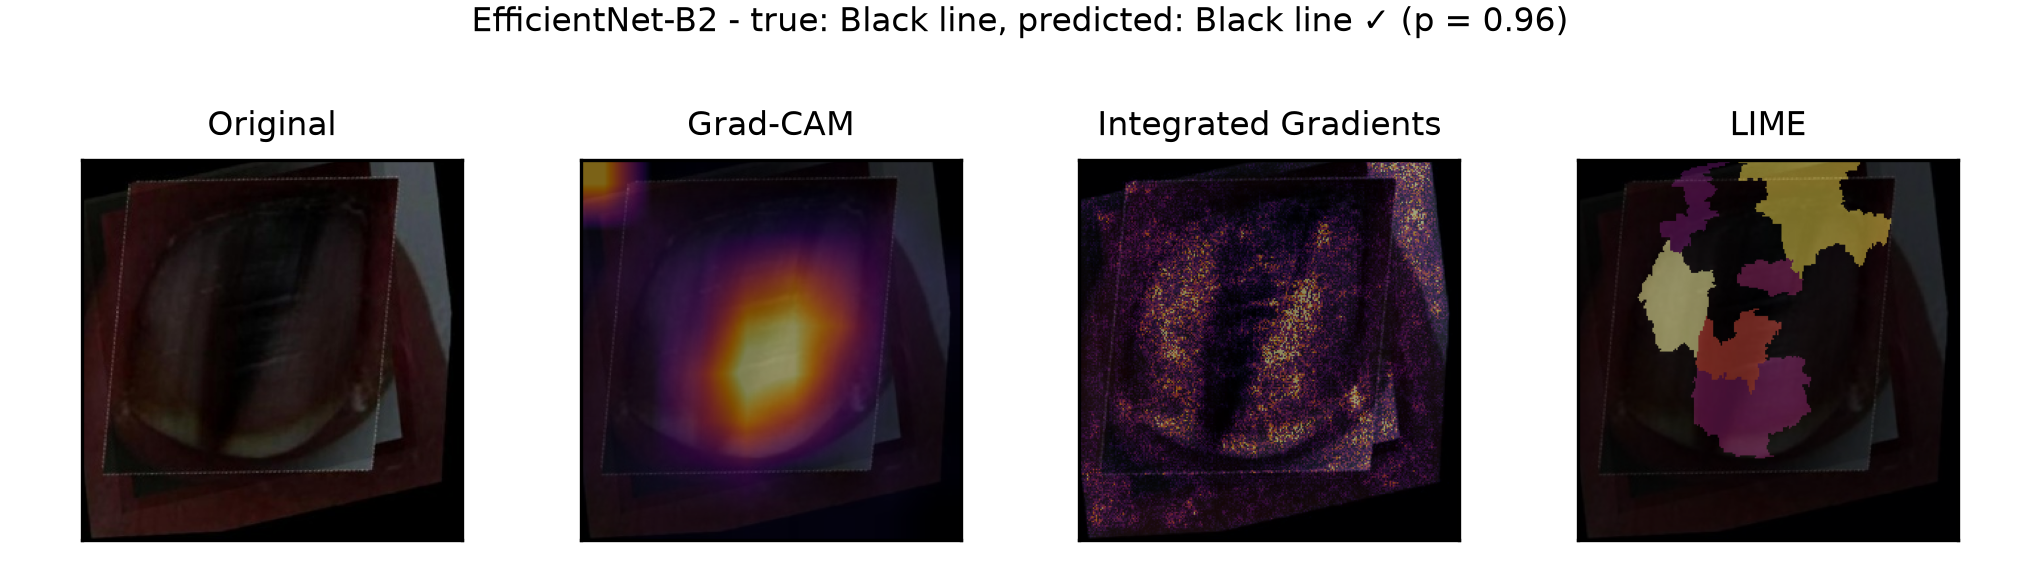 EfficientNet-B2 - true: Black line, predicted: Black line ✓ (p = 0.96)
Original
Grad-CAM
Integrated Gradients
LIME